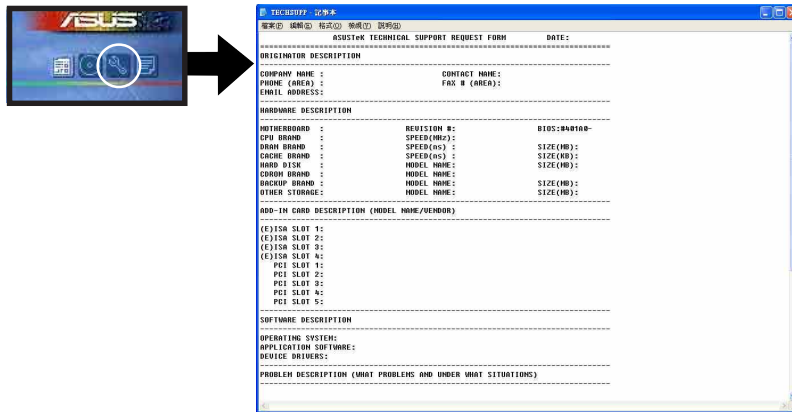 ASUS
TECHSUPP - 記事本
檔案(F) 編輯(E) 格式(O) 檢視(V) 說明(H)
ASUSTeK TECHNICAL SUPPORT REQUEST FORM DATE:
ORIGINATOR DESCRIPTION
COMPANY NAME : CONTACT NAME:
PHONE (AREA) : FAX # (AREA):
EMAIL ADDRESS:
HARDWARE DESCRIPTION
MOTHERBOARD : REVISION #: BIOS:#401A0-
CPU BRAND : SPEED(MHz):
DRAM BRAND : SPEED(ns) : SIZE(MB):
CACHE BRAND : SPEED(ns) : SIZE(KB):
HARD DISK : MODEL NAME: SIZE(MB):
CDROM BRAND : MODEL NAME:
BACKUP BRAND : MODEL NAME: SIZE(MB):
OTHER STORAGE: MODEL NAME: SIZE(MB):
ADD-IN CARD DESCRIPTION (MODEL NAME/VENDOR)
(E)ISA SLOT 1:
(E)ISA SLOT 2:
(E)ISA SLOT 3:
(E)ISA SLOT 4:
PCI SLOT 1:
PCI SLOT 2:
PCI SLOT 3:
PCI SLOT 4:
PCI SLOT 5:
SOFTWARE DESCRIPTION
OPERATING SYSTEM:
APPLICATION SOFTWARE:
DEVICE DRIVERS:
PROBLEM DESCRIPTION (WHAT PROBLEMS AND UNDER WHAT SITUATIONS)